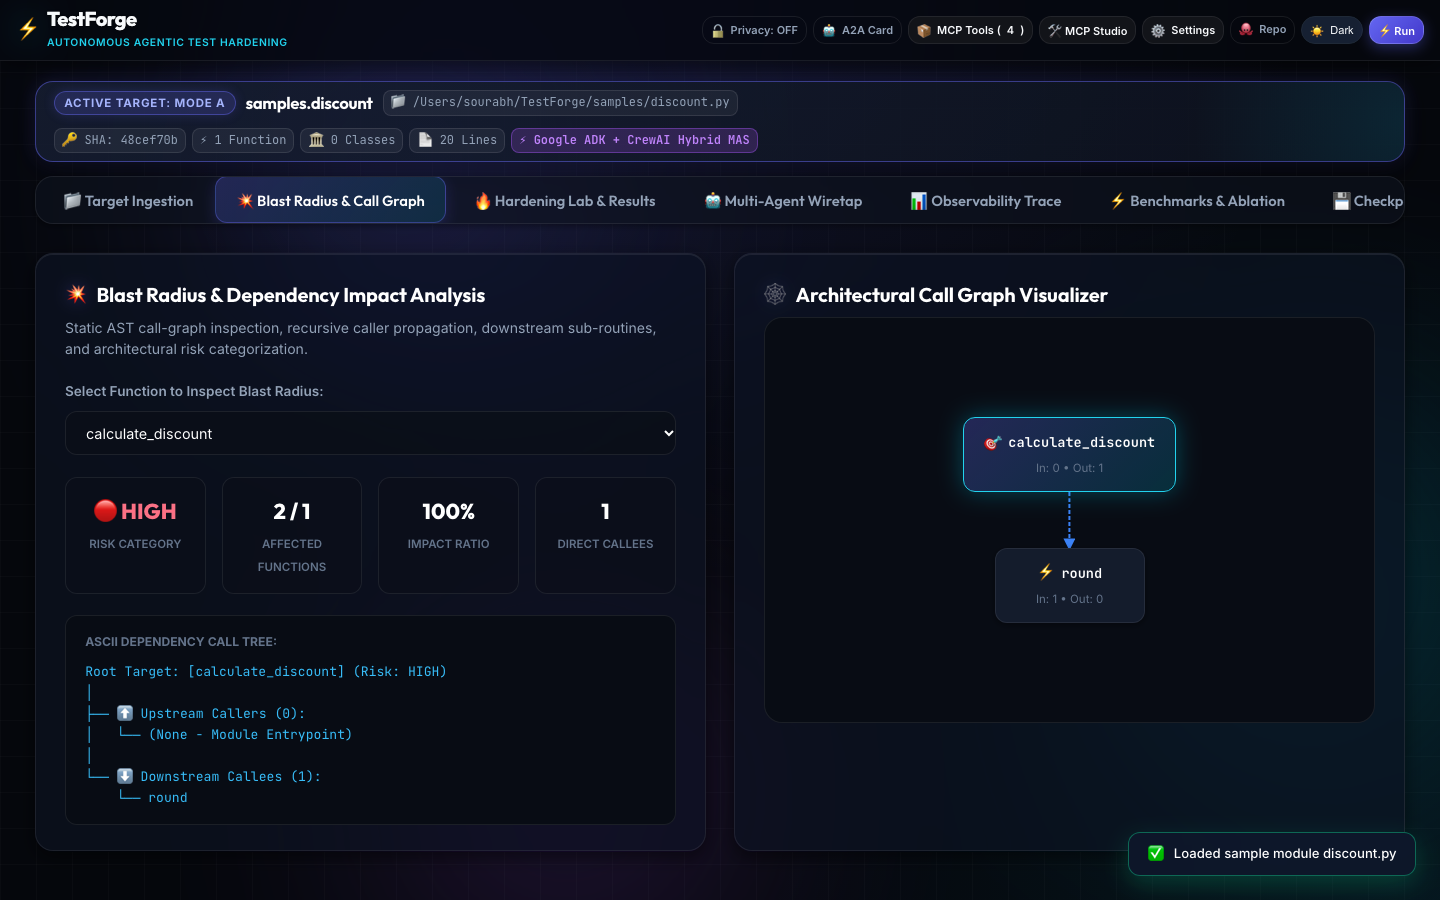 TestForge
AUTONOMOUS AGENTIC TEST HARDENING
Privacy: OFF
A2A Card
MCP Tools ( 4 )
MCP Studio
Settings
Repo
Dark
Run
ACTIVE TARGET: MODE A
samples.discount
/Users/sourabh/TestForge/samples/discount.py
SHA: 48cef70b
1 Function
0 Classes
20 Lines
Google ADK + CrewAI Hybrid MAS
Target Ingestion
Blast Radius & Call Graph
Hardening Lab & Results
Multi-Agent Wiretap
Observability Trace
Benchmarks & Ablation
Checkp
Blast Radius & Dependency Impact Analysis
Static AST call-graph inspection, recursive caller propagation, downstream sub-routines,
and architectural risk categorization.
Select Function to Inspect Blast Radius:
calculate_discount
HIGH
RISK CATEGORY
2 / 1
AFFECTED
FUNCTIONS
100%
IMPACT RATIO
1
DIRECT CALLEES
ASCII DEPENDENCY CALL TREE:
Root Target: [calculate_discount] (Risk: HIGH)
│
├── ⬆️ Upstream Callers (0):
│   └── (None - Module Entrypoint)
│
└── ⬇️ Downstream Callees (1):
    └── round
Architectural Call Graph Visualizer
calculate_discount
In: 0 • Out: 1
round
In: 1 • Out: 0
Loaded sample module discount.py